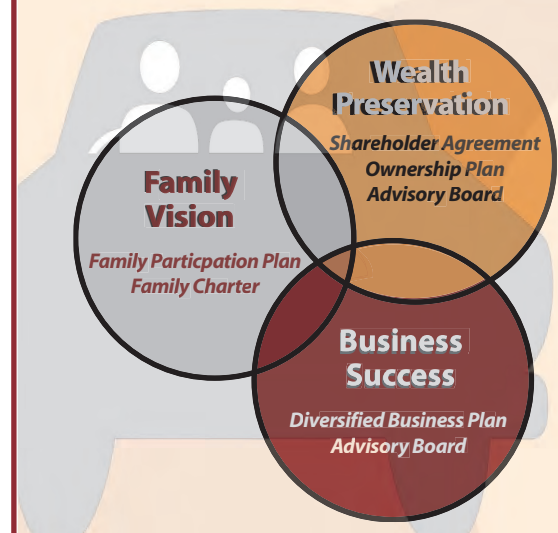 Wealth
Preservation
Shareholder Agreement
Ownership Plan
Advisory Board
Family
Vision
Family Particpation Plan
Family Charter
Business
Success
Diversified Business Plan
Advisory Board